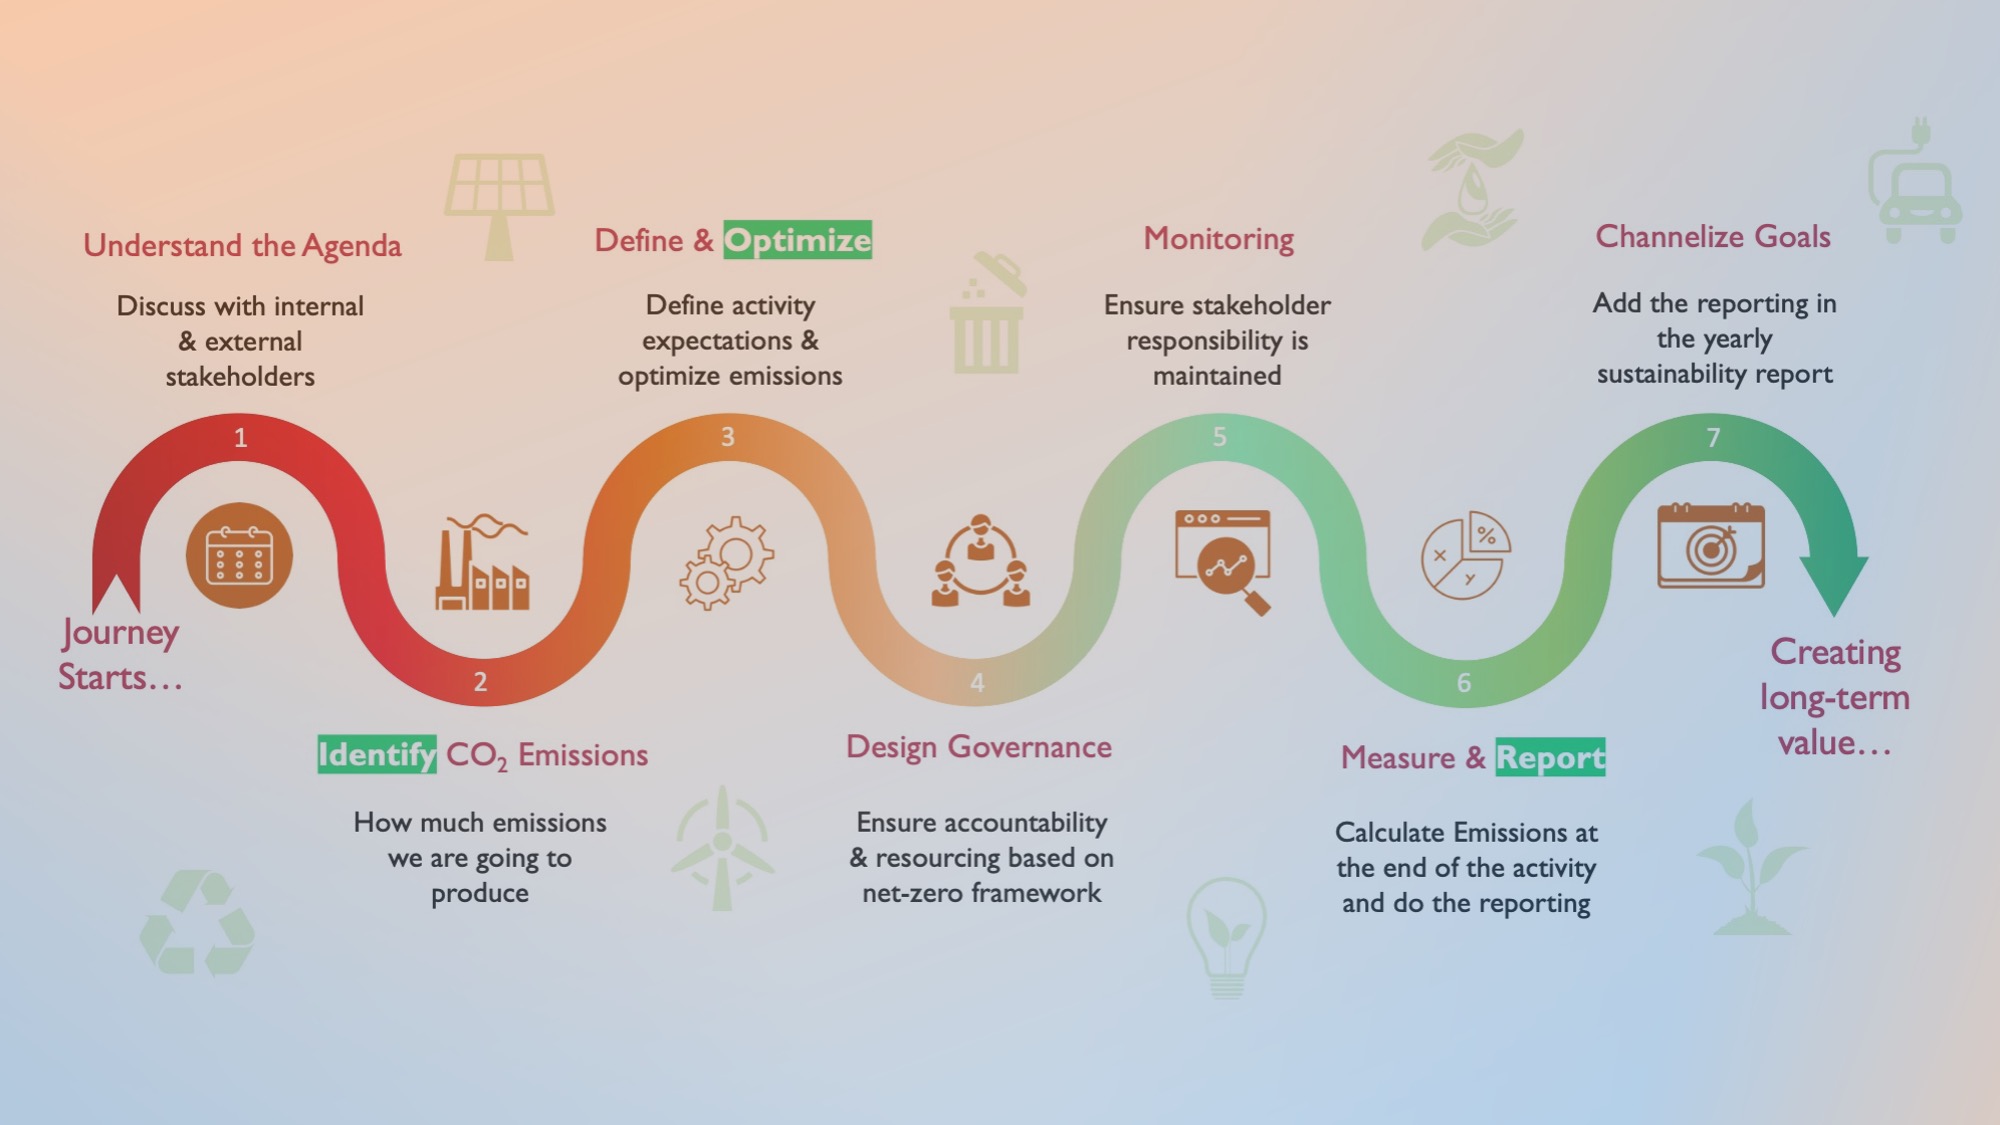 Understand the Agenda
Discuss with internal
& external
stakeholders
1
Journey
Starts...
2
Identify CO₂ Emissions
How much emissions
we are going to
produce
Define & Optimize
Define activity
expectations &
optimize emissions
3
4
Design Governance
Ensure accountability
& resourcing based on
net-zero framework
Monitoring
Ensure stakeholder
responsibility is
maintained
5
% 
x
y
6
Measure & Report
Calculate Emissions at
the end of the activity
and do the reporting
Channelize Goals
Add the reporting in
the yearly
sustainability report
7
Creating
long-term
value...